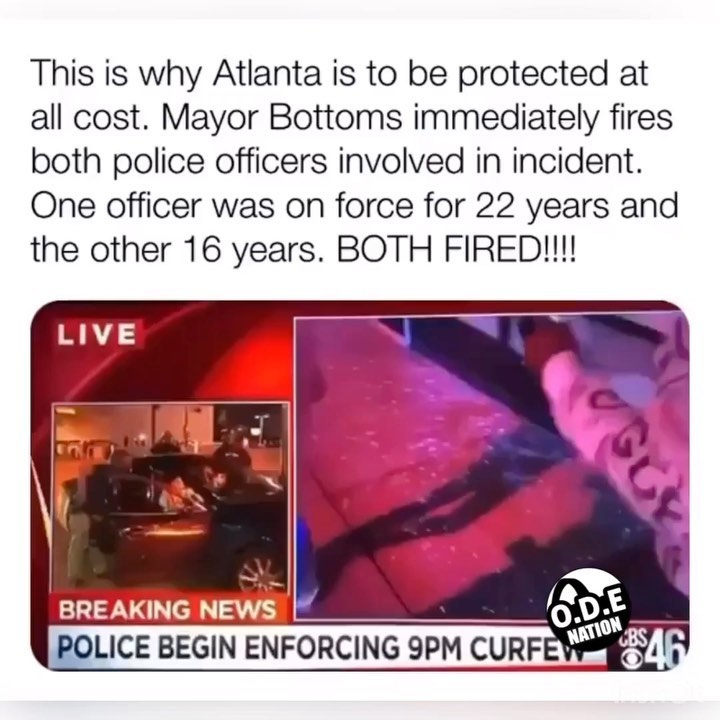 This is why Atlanta is to be protected at
all cost. Mayor Bottoms immediately fires
both police officers involved in incident.
One officer was on force for 22 years and
the other 16 years. BOTH FIRED!!!!
LIVE
BREAKING NEWS
POLICE BEGIN ENFORCING 9PM CURFEW
O.D.E
NATION
CBS46